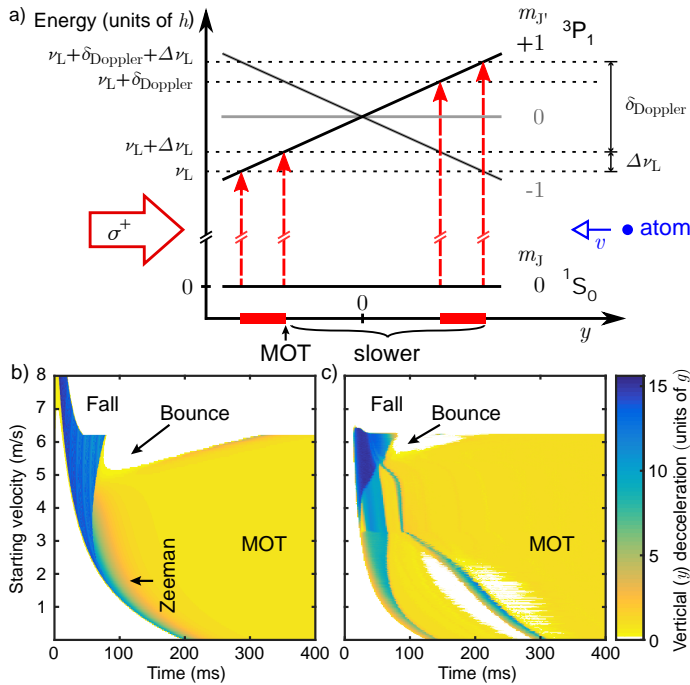 a) Energy (units of h)
m_J' ³P₁
+1
ν_L+δ_Doppler+Δν_L
ν_L+δ_Doppler
δ_Doppler
0
ν_L+Δν_L
Δν_L
ν_L
-1
σ⁺
v atom
m_J
0 0 ¹S₀
0
y
MOT slower
b) c)
8 7 6 5 4 3 2 1
Starting velocity (m/s)
Fall
Bounce
Zeeman
MOT
0 100 200 300 400
Time (ms)
Fall
Bounce
MOT
0 100 200 300 400
Time (ms)
15
10
5
0
Verticlal (y) decceleration (units of g)